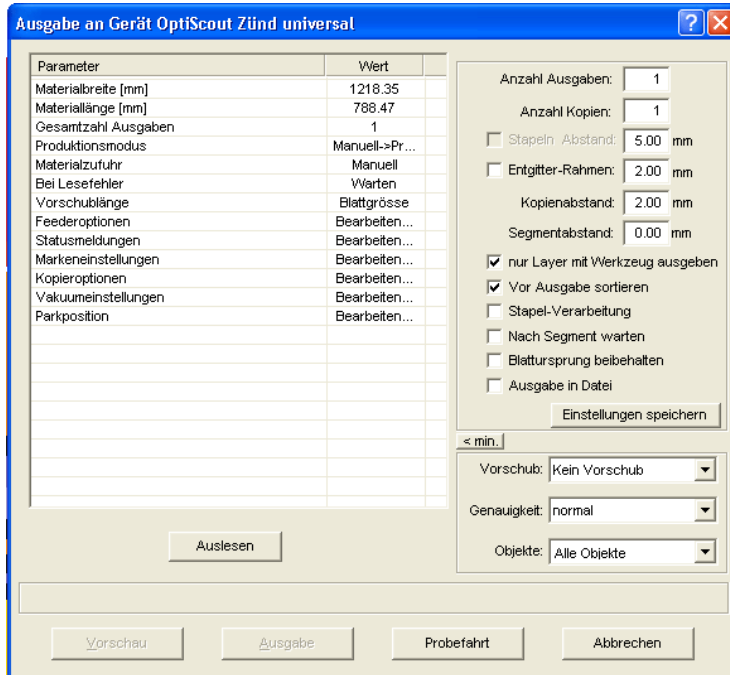 Ausgabe an Gerät OptiScout Zünd universal
Parameter Wert
Materialbreite [mm] 1218.35
Materiallänge [mm] 788.47
Gesamtzahl Ausgaben 1
Produktionsmodus Manuell->Pr...
Materialzufuhr Manuell
Bei Lesefehler Warten
Vorschublänge Blattgrösse
Feederoptionen Bearbeiten...
Statusmeldungen Bearbeiten...
Markeneinstellungen Bearbeiten...
Kopieroptionen Bearbeiten...
Vakuumeinstellungen Bearbeiten...
Parkposition Bearbeiten...
Auslesen
Anzahl Ausgaben: 1
Anzahl Kopien: 1
Stapeln Abstand: 5.00 mm
Entgitter-Rahmen: 2.00 mm
Kopienabstand: 2.00 mm
Segmentabstand: 0.00 mm
nur Layer mit Werkzeug ausgeben
Vor Ausgabe sortieren
Stapel-Verarbeitung
Nach Segment warten
Blattursprung beibehalten
Ausgabe in Datei
Einstellungen speichern
< min.
Vorschub: Kein Vorschub
Genauigkeit: normal
Objekte: Alle Objekte
Vorschau Ausgabe Probefahrt Abbrechen